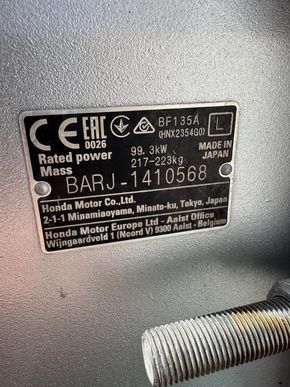 CE EAC BF135A L
0026 (HNX2354GO)
Rated power 99.3kW MADE IN
Mass 217-223kg JAPAN
BARJ-1410568
Honda Motor Co.,Ltd.
2-1-1 Minamiaoyama, Minato-ku, Tokyo, Japan
Honda Motor Europe Ltd - Aalst Office
Wijngaardveld 1 (Noord V) 9300 Aalst - Belgium